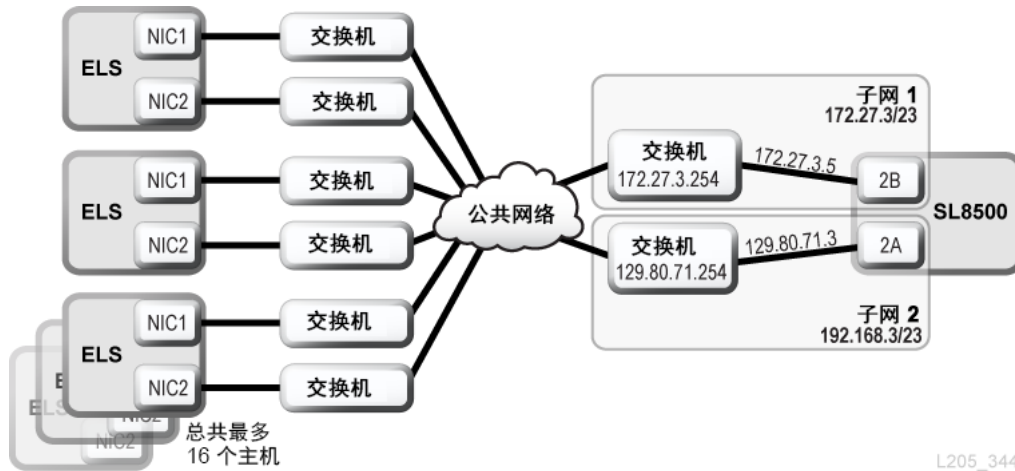 ELS
NIC1
交换机
NIC2
交换机
ELS
NIC1
交换机
NIC2
交换机
ELS
NIC1
交换机
NIC2
交换机
ELS
NIC2
NIC2
总共最多
16 个主机
公共网络
子网 1
172.27.3/23
交换机
172.27.3.254
172.27.3.5
2B
SL8500
交换机
129.80.71.254
129.80.71.3
2A
子网 2
192.168.3/23
L205_344